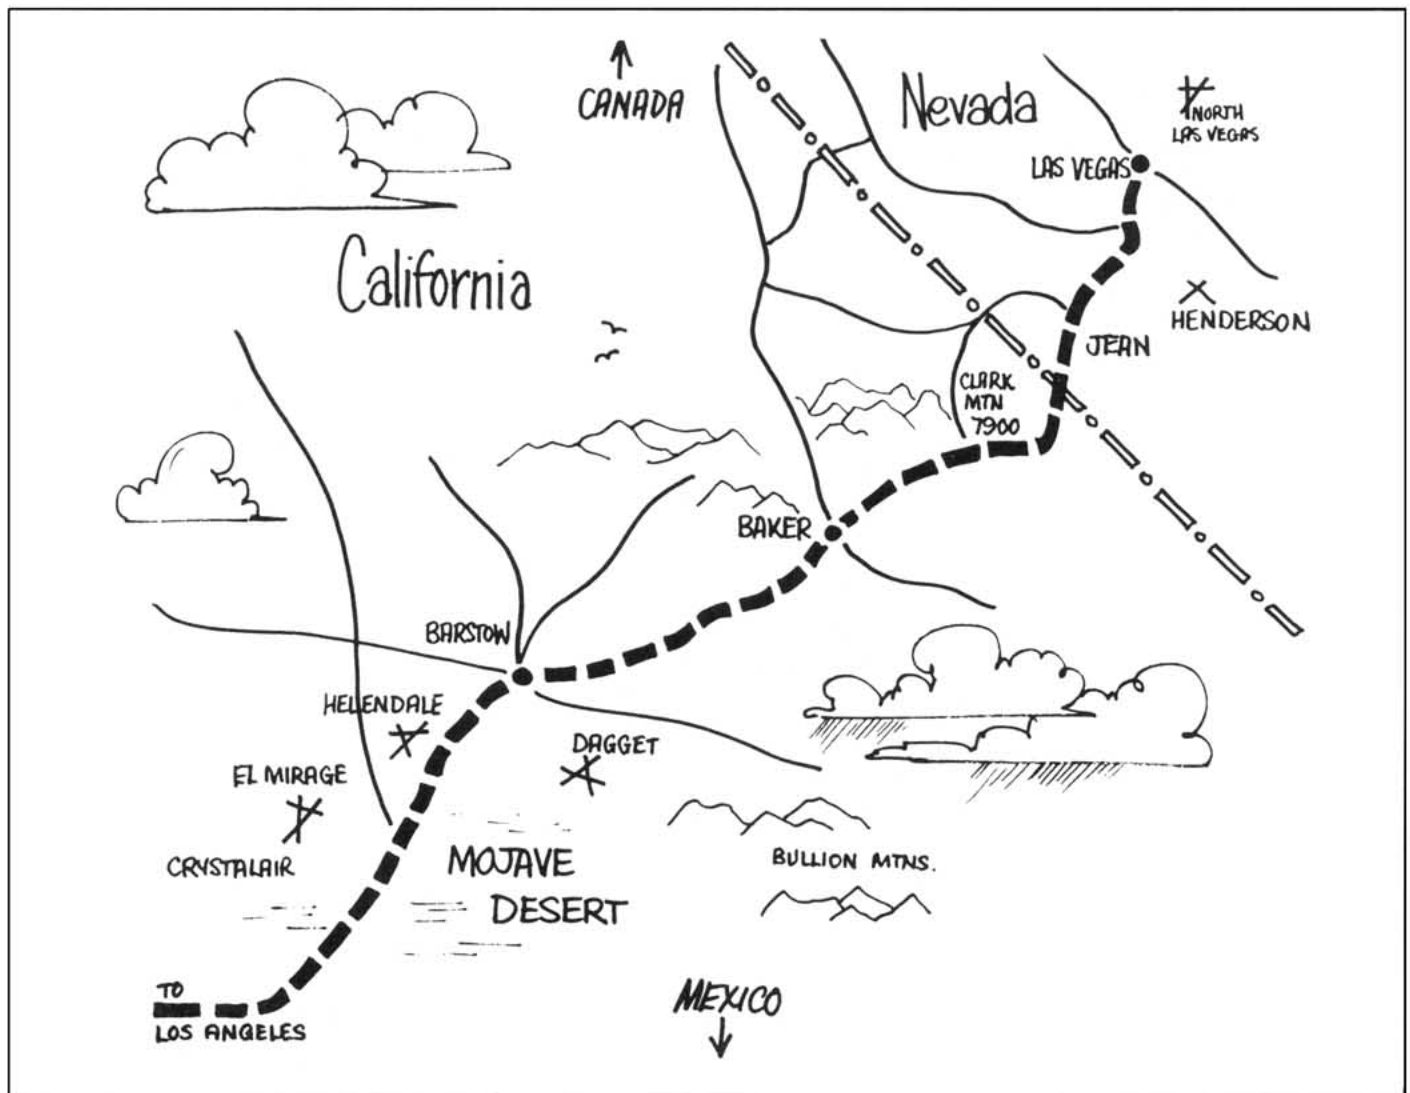 CANADA
Nevada
NORTH
LAS VEGAS
LAS VEGAS
California
HENDERSON
JEAN
CLARK
MTN
7900
BAKER
BARSTOW
HELENDALE
DAGGET
EL MIRAGE
CRYSTALAIR
MOJAVE
DESERT
BULLION MTNS.
TO
LOS ANGELES
MEXICO